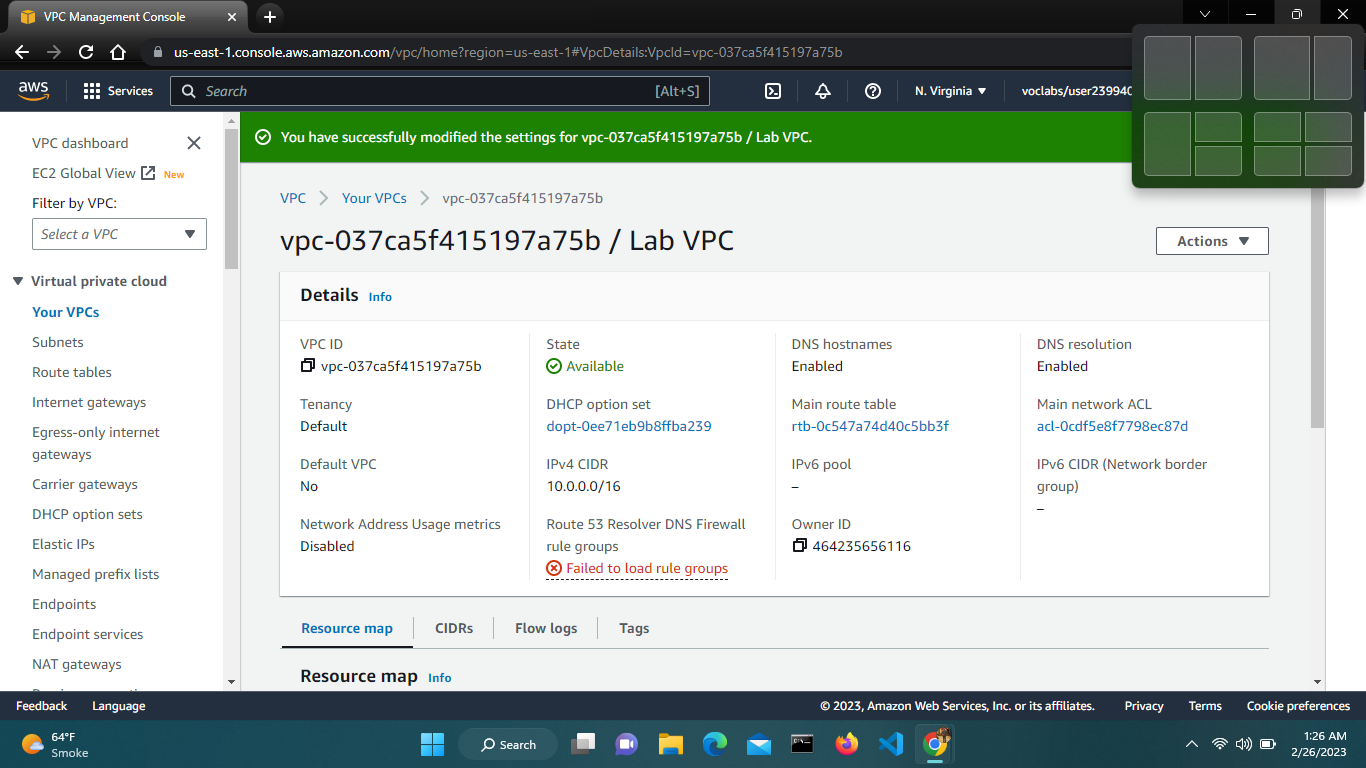 VPC Management Console
us-east-1.console.aws.amazon.com/vpc/home?region=us-east-1#VpcDetails:VpcId=vpc-037ca5f415197a75b
aws
Services
Search
[Alt+S]
N. Virginia
voclabs/user239940
VPC dashboard
EC2 Global View
New
Filter by VPC:
Select a VPC
Virtual private cloud
Your VPCs
Subnets
Route tables
Internet gateways
Egress-only internet
gateways
Carrier gateways
DHCP option sets
Elastic IPs
Managed prefix lists
Endpoints
Endpoint services
NAT gateways
You have successfully modified the settings for vpc-037ca5f415197a75b / Lab VPC.
VPC
Your VPCs
vpc-037ca5f415197a75b
vpc-037ca5f415197a75b / Lab VPC
Actions
Details
Info
VPC ID
vpc-037ca5f415197a75b
State
Available
DNS hostnames
Enabled
DNS resolution
Enabled
Tenancy
Default
DHCP option set
dopt-0ee71eb9b8ffba239
Main route table
rtb-0c547a74d40c5bb3f
Main network ACL
acl-0cdf5e8f7798ec87d
Default VPC
No
IPv4 CIDR
10.0.0.0/16
IPv6 pool
–
IPv6 CIDR (Network border
group)
–
Network Address Usage metrics
Disabled
Route 53 Resolver DNS Firewall
rule groups
Failed to load rule groups
Owner ID
464235656116
Resource map
CIDRs
Flow logs
Tags
Resource map
Info
Feedback
Language
© 2023, Amazon Web Services, Inc. or its affiliates.
Privacy
Terms
Cookie preferences
64°F
Smoke
Search
1:26 AM
2/26/2023